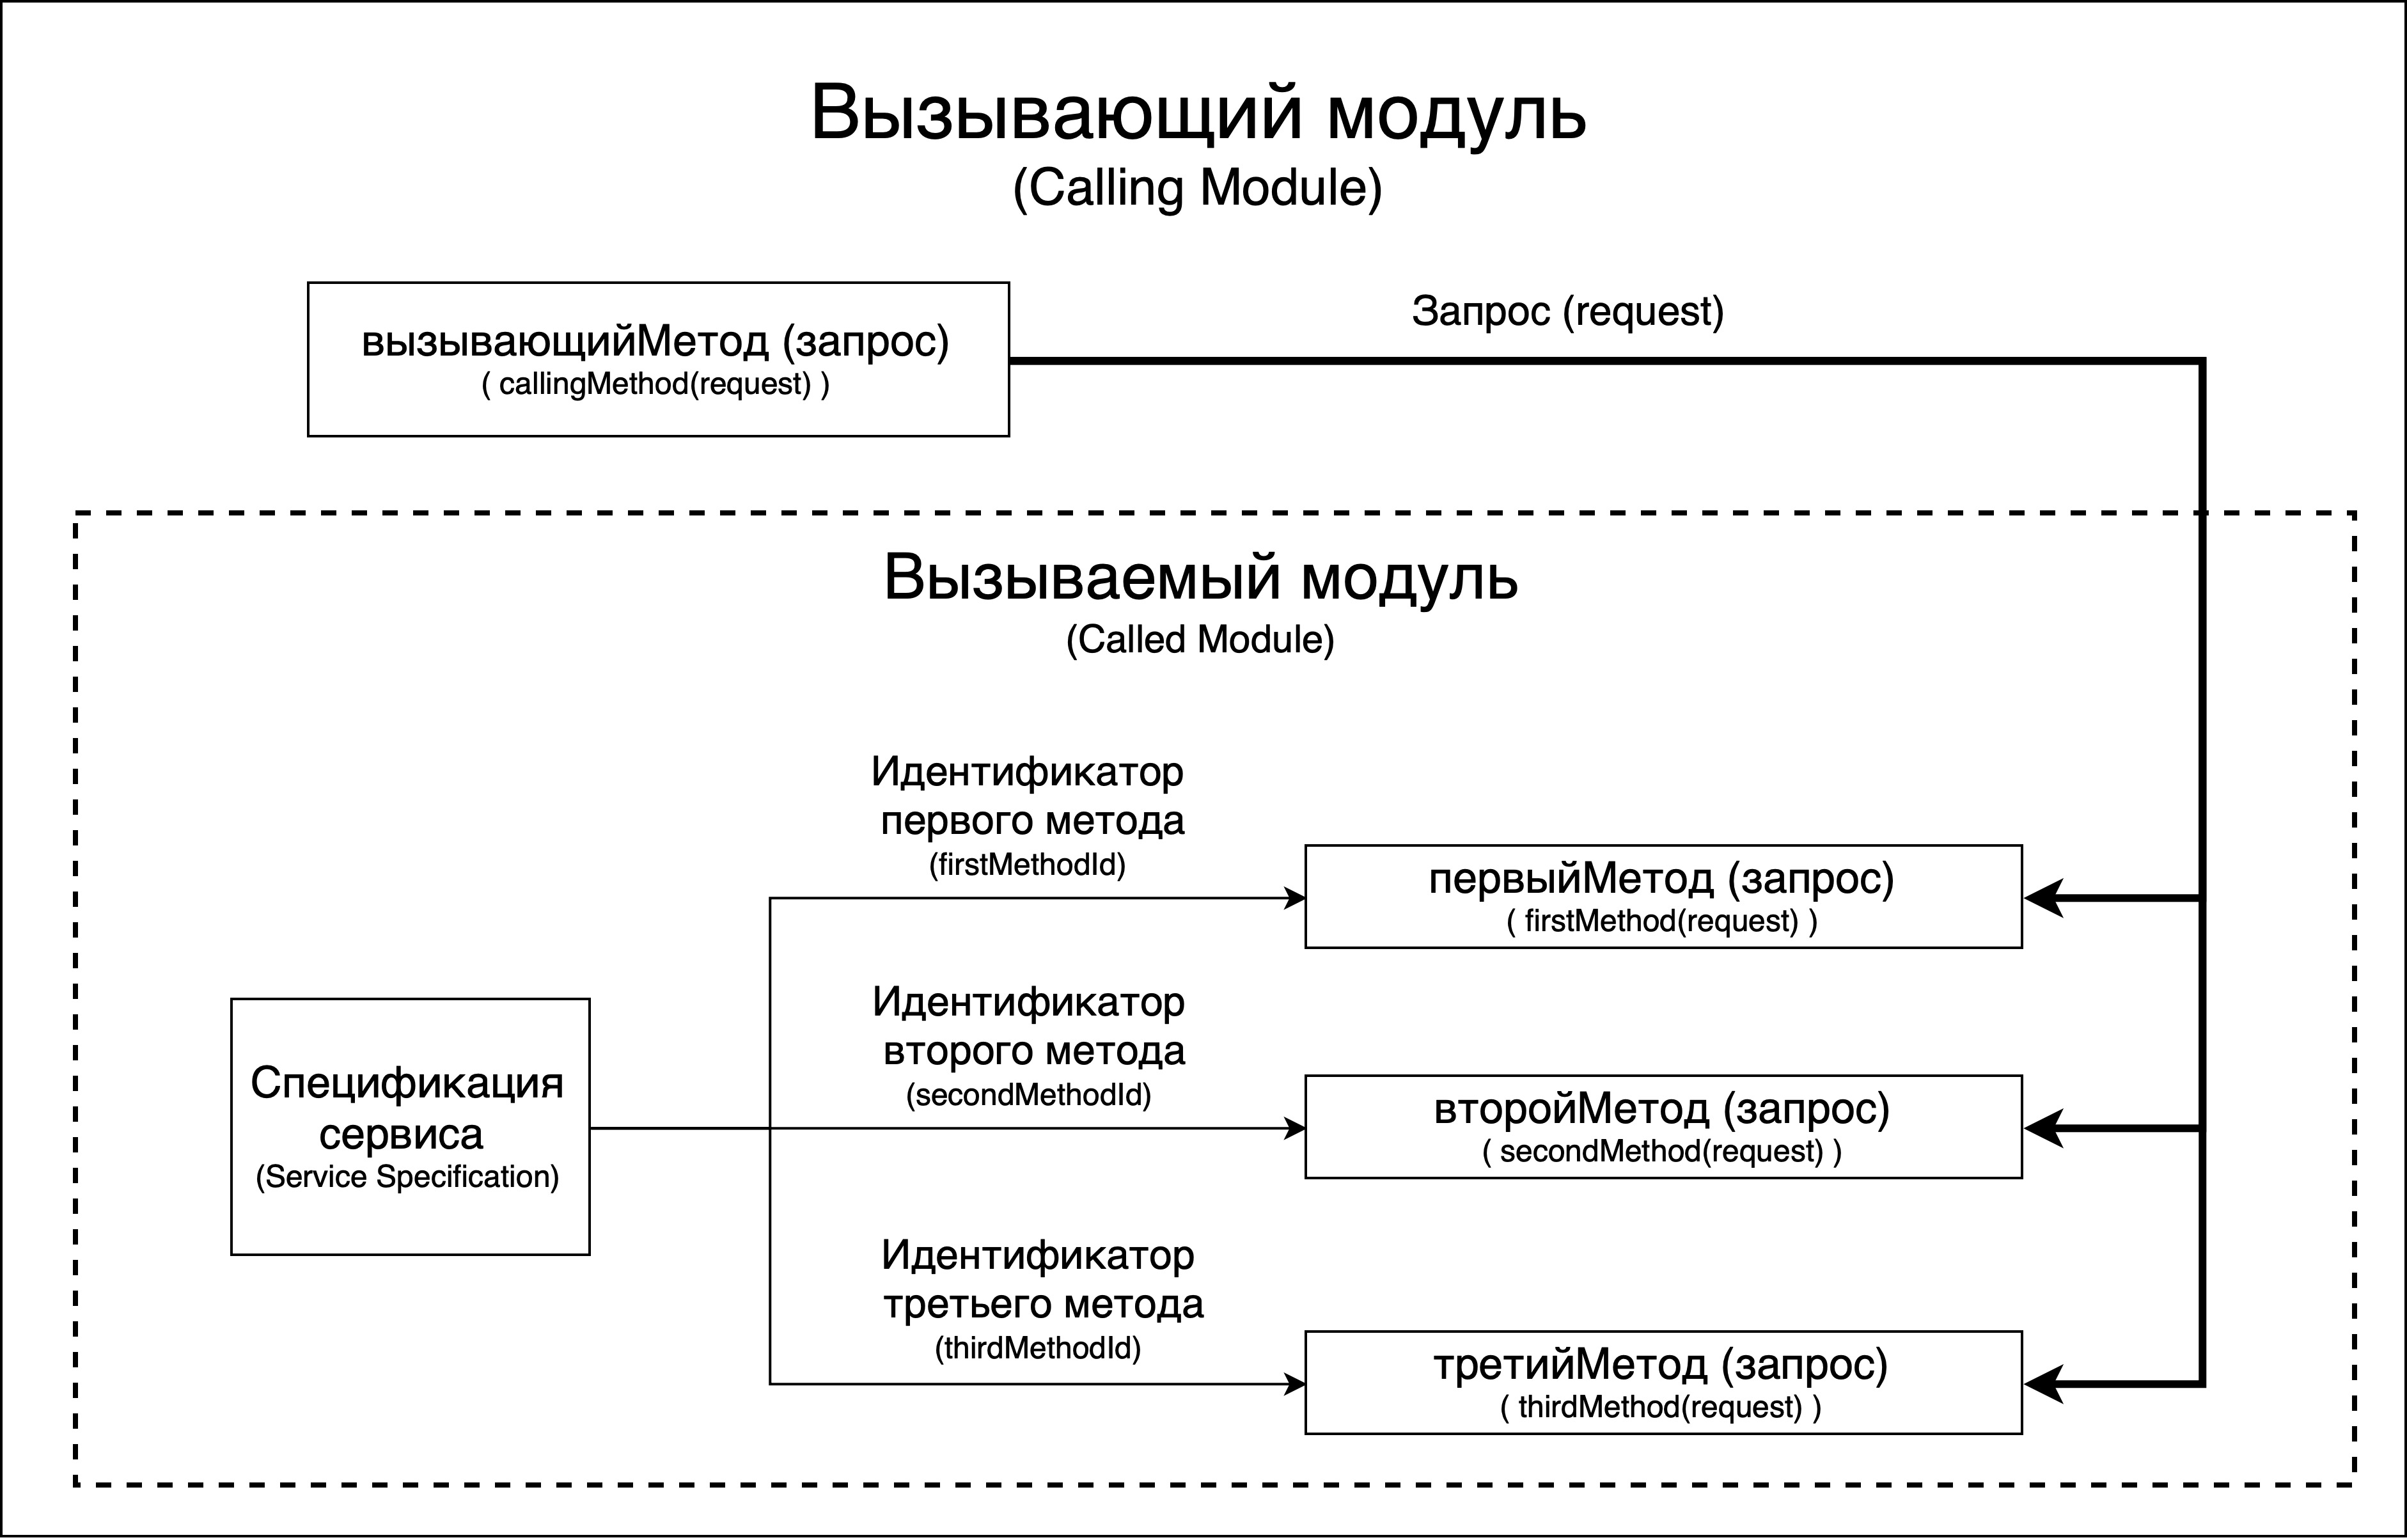 Вызывающий модуль
(Calling Module)
вызывающийМетод (запрос)
( callingMethod(request) )
Запрос (request)
Вызываемый модуль
(Called Module)
Идентификатор
первого метода
(firstMethodId)
первыйМетод (запрос)
( firstMethod(request) )
Спецификация
сервиса
(Service Specification)
Идентификатор
второго метода
(secondMethodId)
второйМетод (запрос)
( secondMethod(request) )
Идентификатор
третьего метода
(thirdMethodId)
третийМетод (запрос)
( thirdMethod(request) )